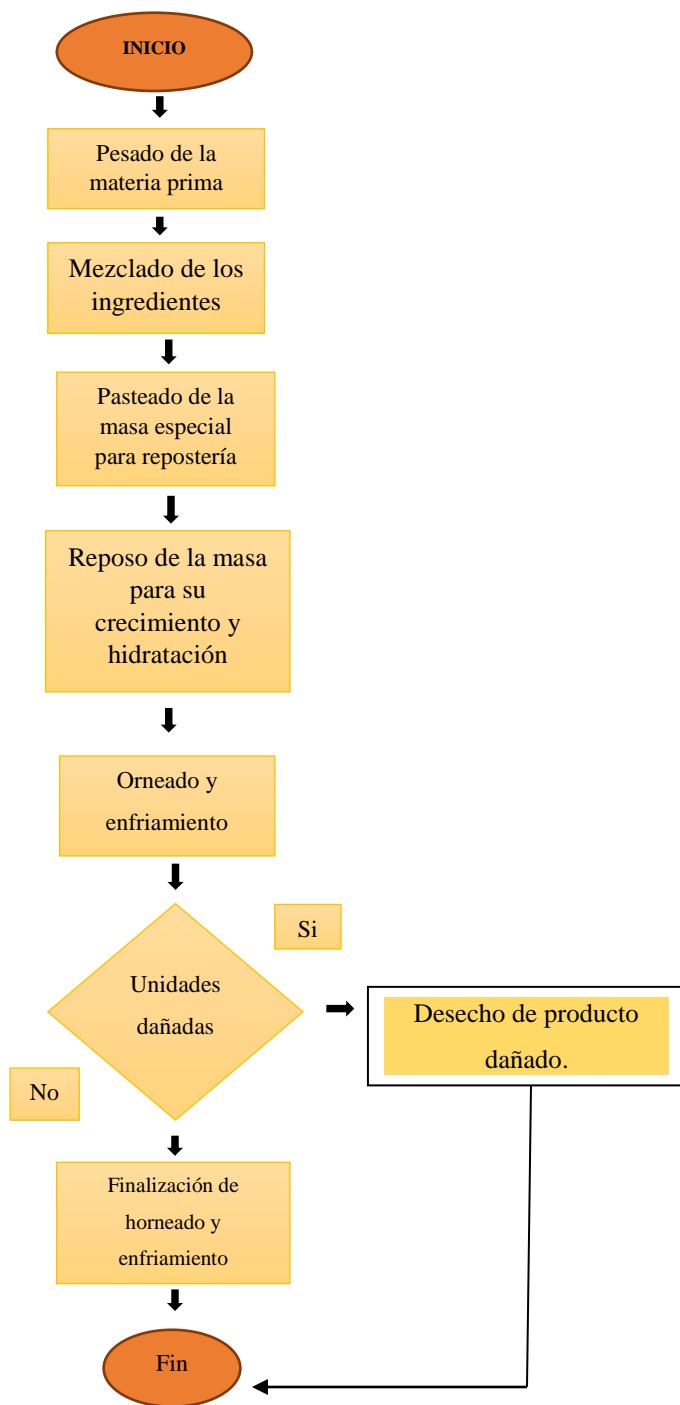 INICIO
Pesado de la
materia prima
Mezclado de los
ingredientes
Pasteado de la
masa especial
para repostería
Reposo de la masa
para su
crecimiento y
hidratación
Orneado y
enfriamiento
Si
Unidades
dañadas
Desecho de producto
dañado.
No
Finalización de
horneado y
enfriamiento
Fin